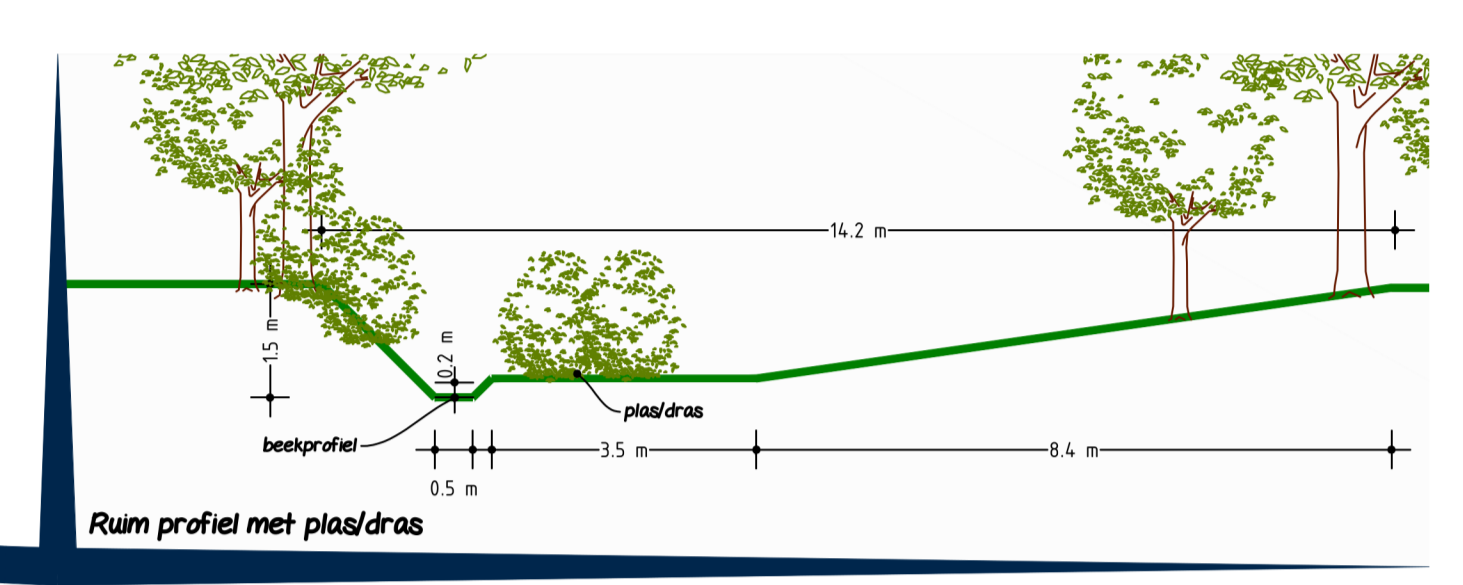 14.2 m
1.5 m
0.2 m
plas/dras
beekprofiel
3.5 m
8.4 m
0.5 m
Ruim profiel met plas/dras